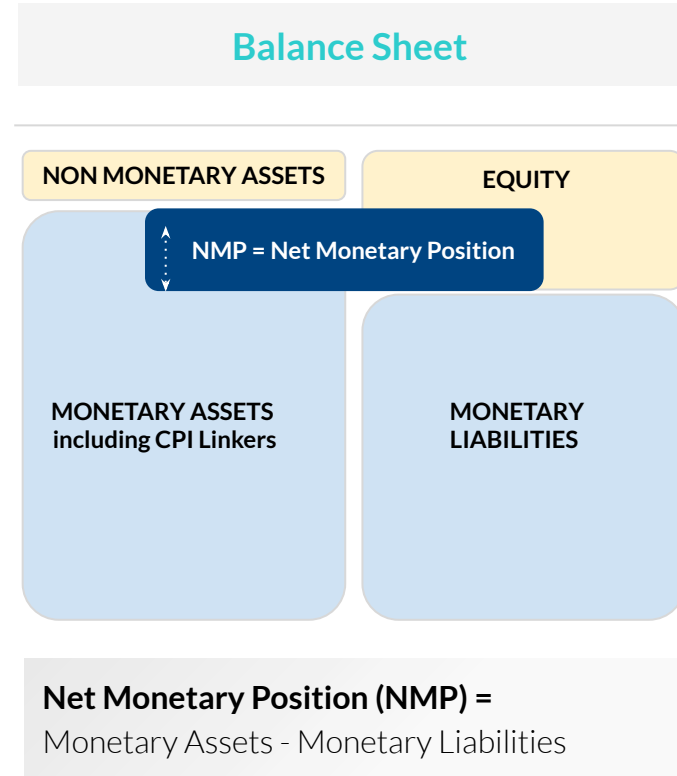 Balance Sheet
NON MONETARY ASSETS
EQUITY
NMP = Net Monetary Position
MONETARY ASSETS
including CPI Linkers
MONETARY
LIABILITIES
Net Monetary Position (NMP) =
Monetary Assets - Monetary Liabilities